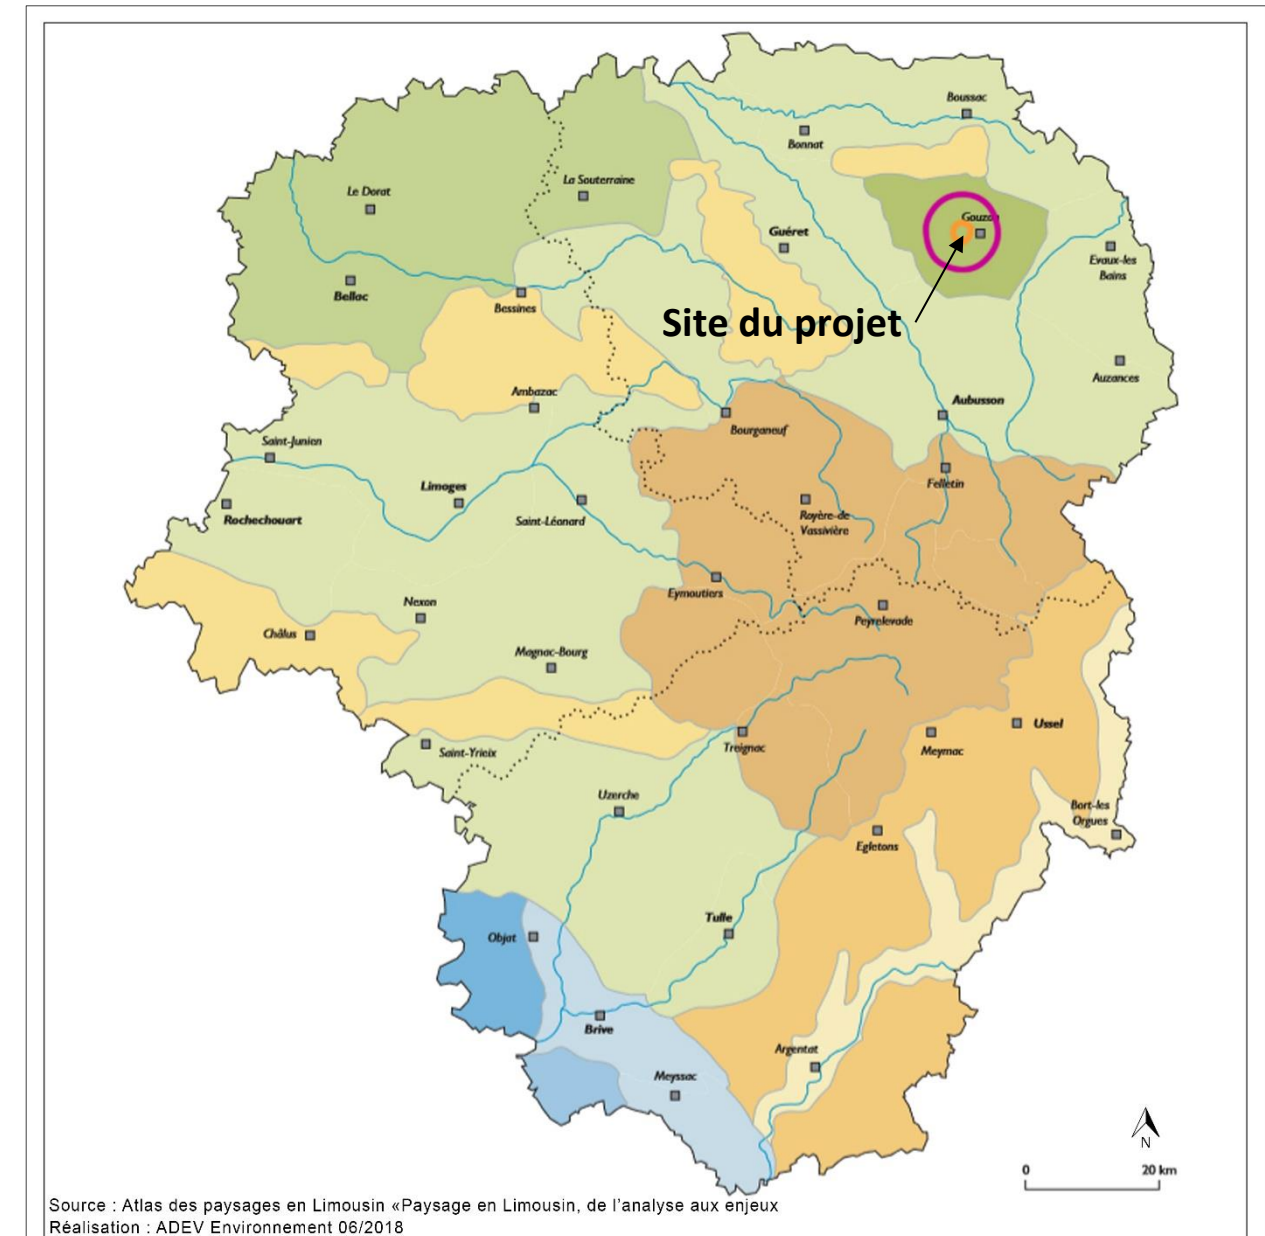 Boussac
Bonnat
La Souterraine
Le Dorat
Gouzon
Guéret
Evaux-les
Bains
Bellac
Bessines
Site du projet
Auzances
Ambazac
Aubusson
Bourganeuf
Saint-Junien
Felletin
Limoges
Rochechouart
Saint-Léonard
Royère-de
Vassivière
Eymoutiers
Nexon
Peyrelevade
Châlus
Magnac-Bourg
Ussel
Treignac
Meymac
Saint-Yrieix
Uzerche
Bort-les
Orgues
Egletons
Tulle
Objat
Brive
Argentat
Meyssac
N
0 20 km
Source : Atlas des paysages en Limousin «Paysage en Limousin, de l'analyse aux enjeux
Réalisation : ADEV Environnement 06/2018